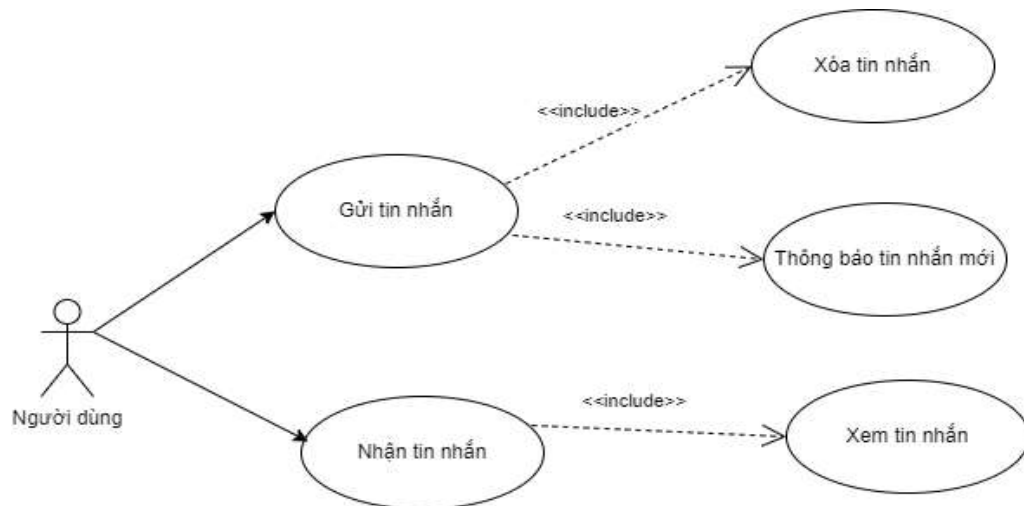 Xóa tin nhắn
<<include>>
Gửi tin nhắn
<<include>>
Thông báo tin nhắn mới
Người dùng
<<include>>
Nhận tin nhắn
Xem tin nhắn